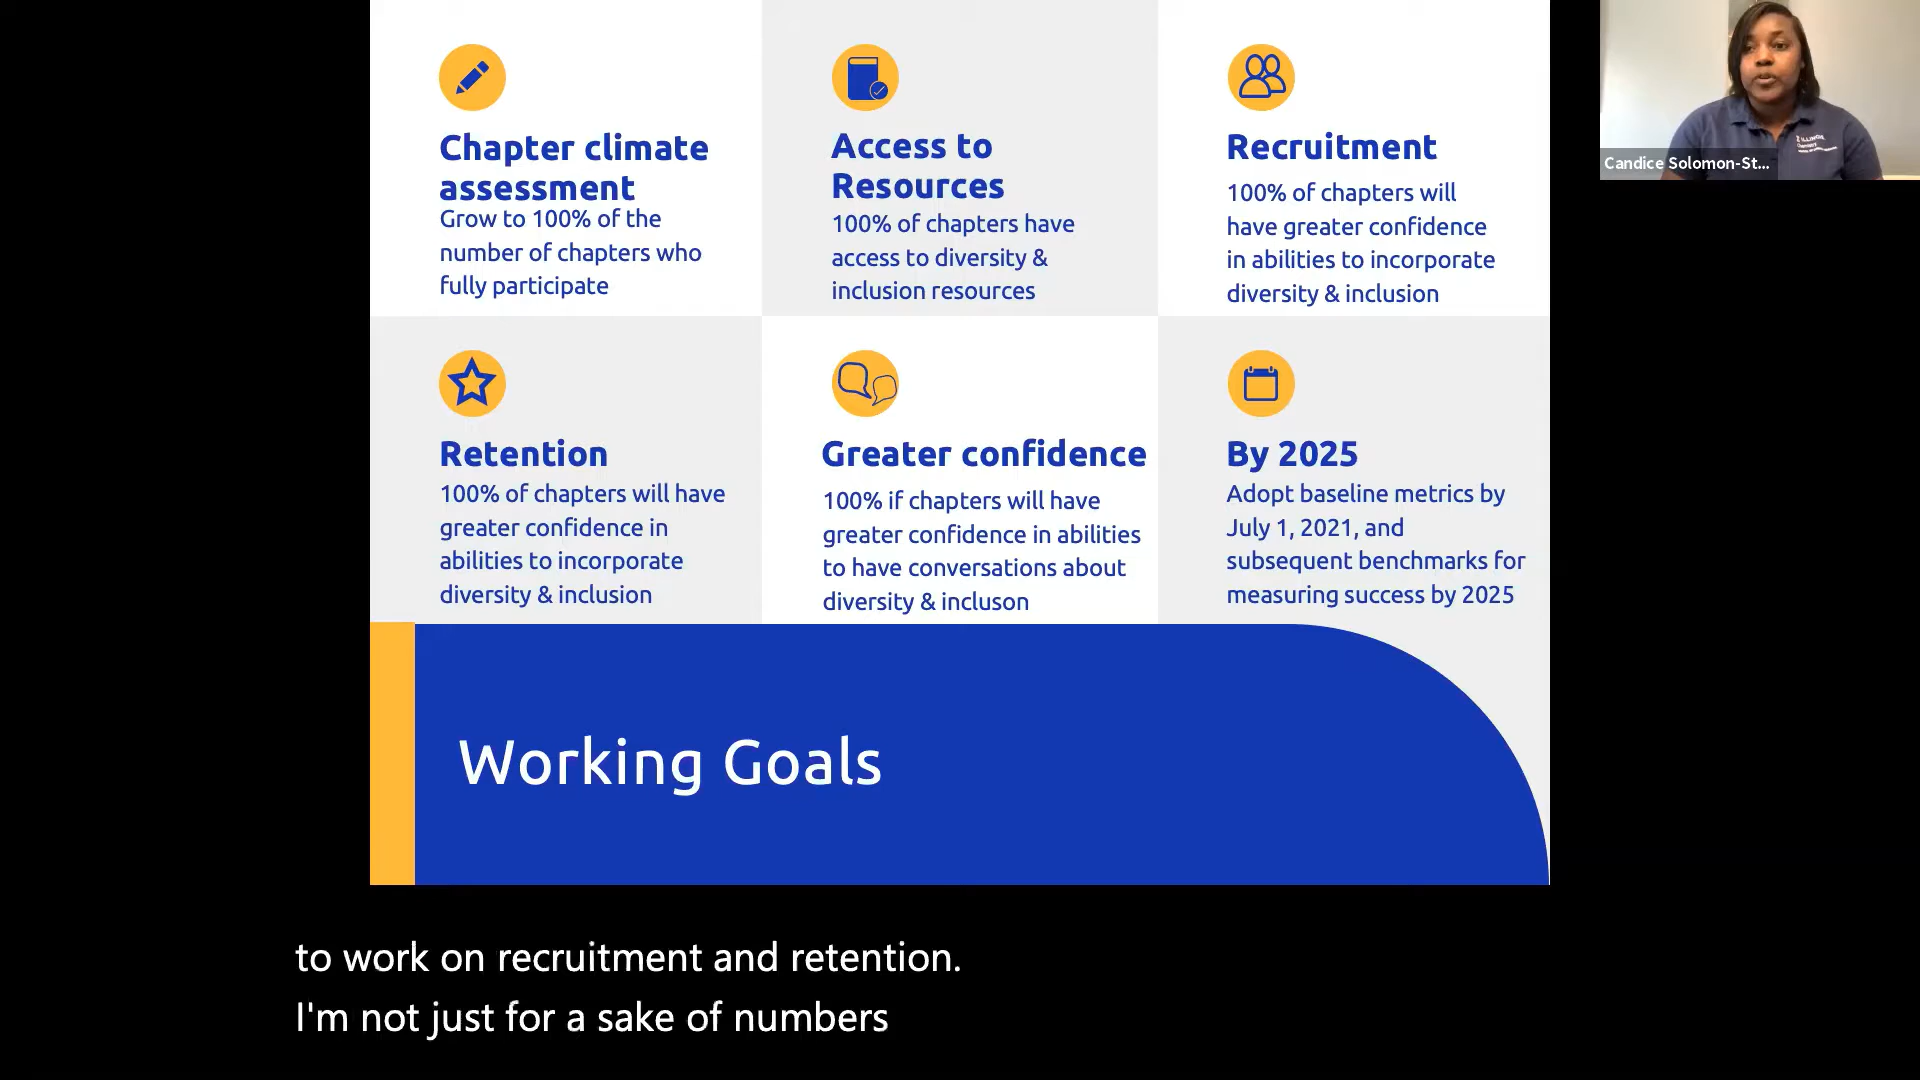 Chapter climate
assessment
Grow to 100% of the
number of chapters who
fully participate
Access to
Resources
100% of chapters have
access to diversity &
inclusion resources
Recruitment
100% of chapters will
have greater confidence
in abilities to incorporate
diversity & inclusion
Retention
100% of chapters will have
greater confidence in
abilities to incorporate
diversity & inclusion
Greater confidence
100% if chapters will have
greater confidence in abilities
to have conversations about
diversity & incluson
By 2025
Adopt baseline metrics by
July 1, 2021, and
subsequent benchmarks for
measuring success by 2025
Working Goals
Candice Solomon-St...
ILLINOIS
to work on recruitment and retention.
I'm not just for a sake of numbers